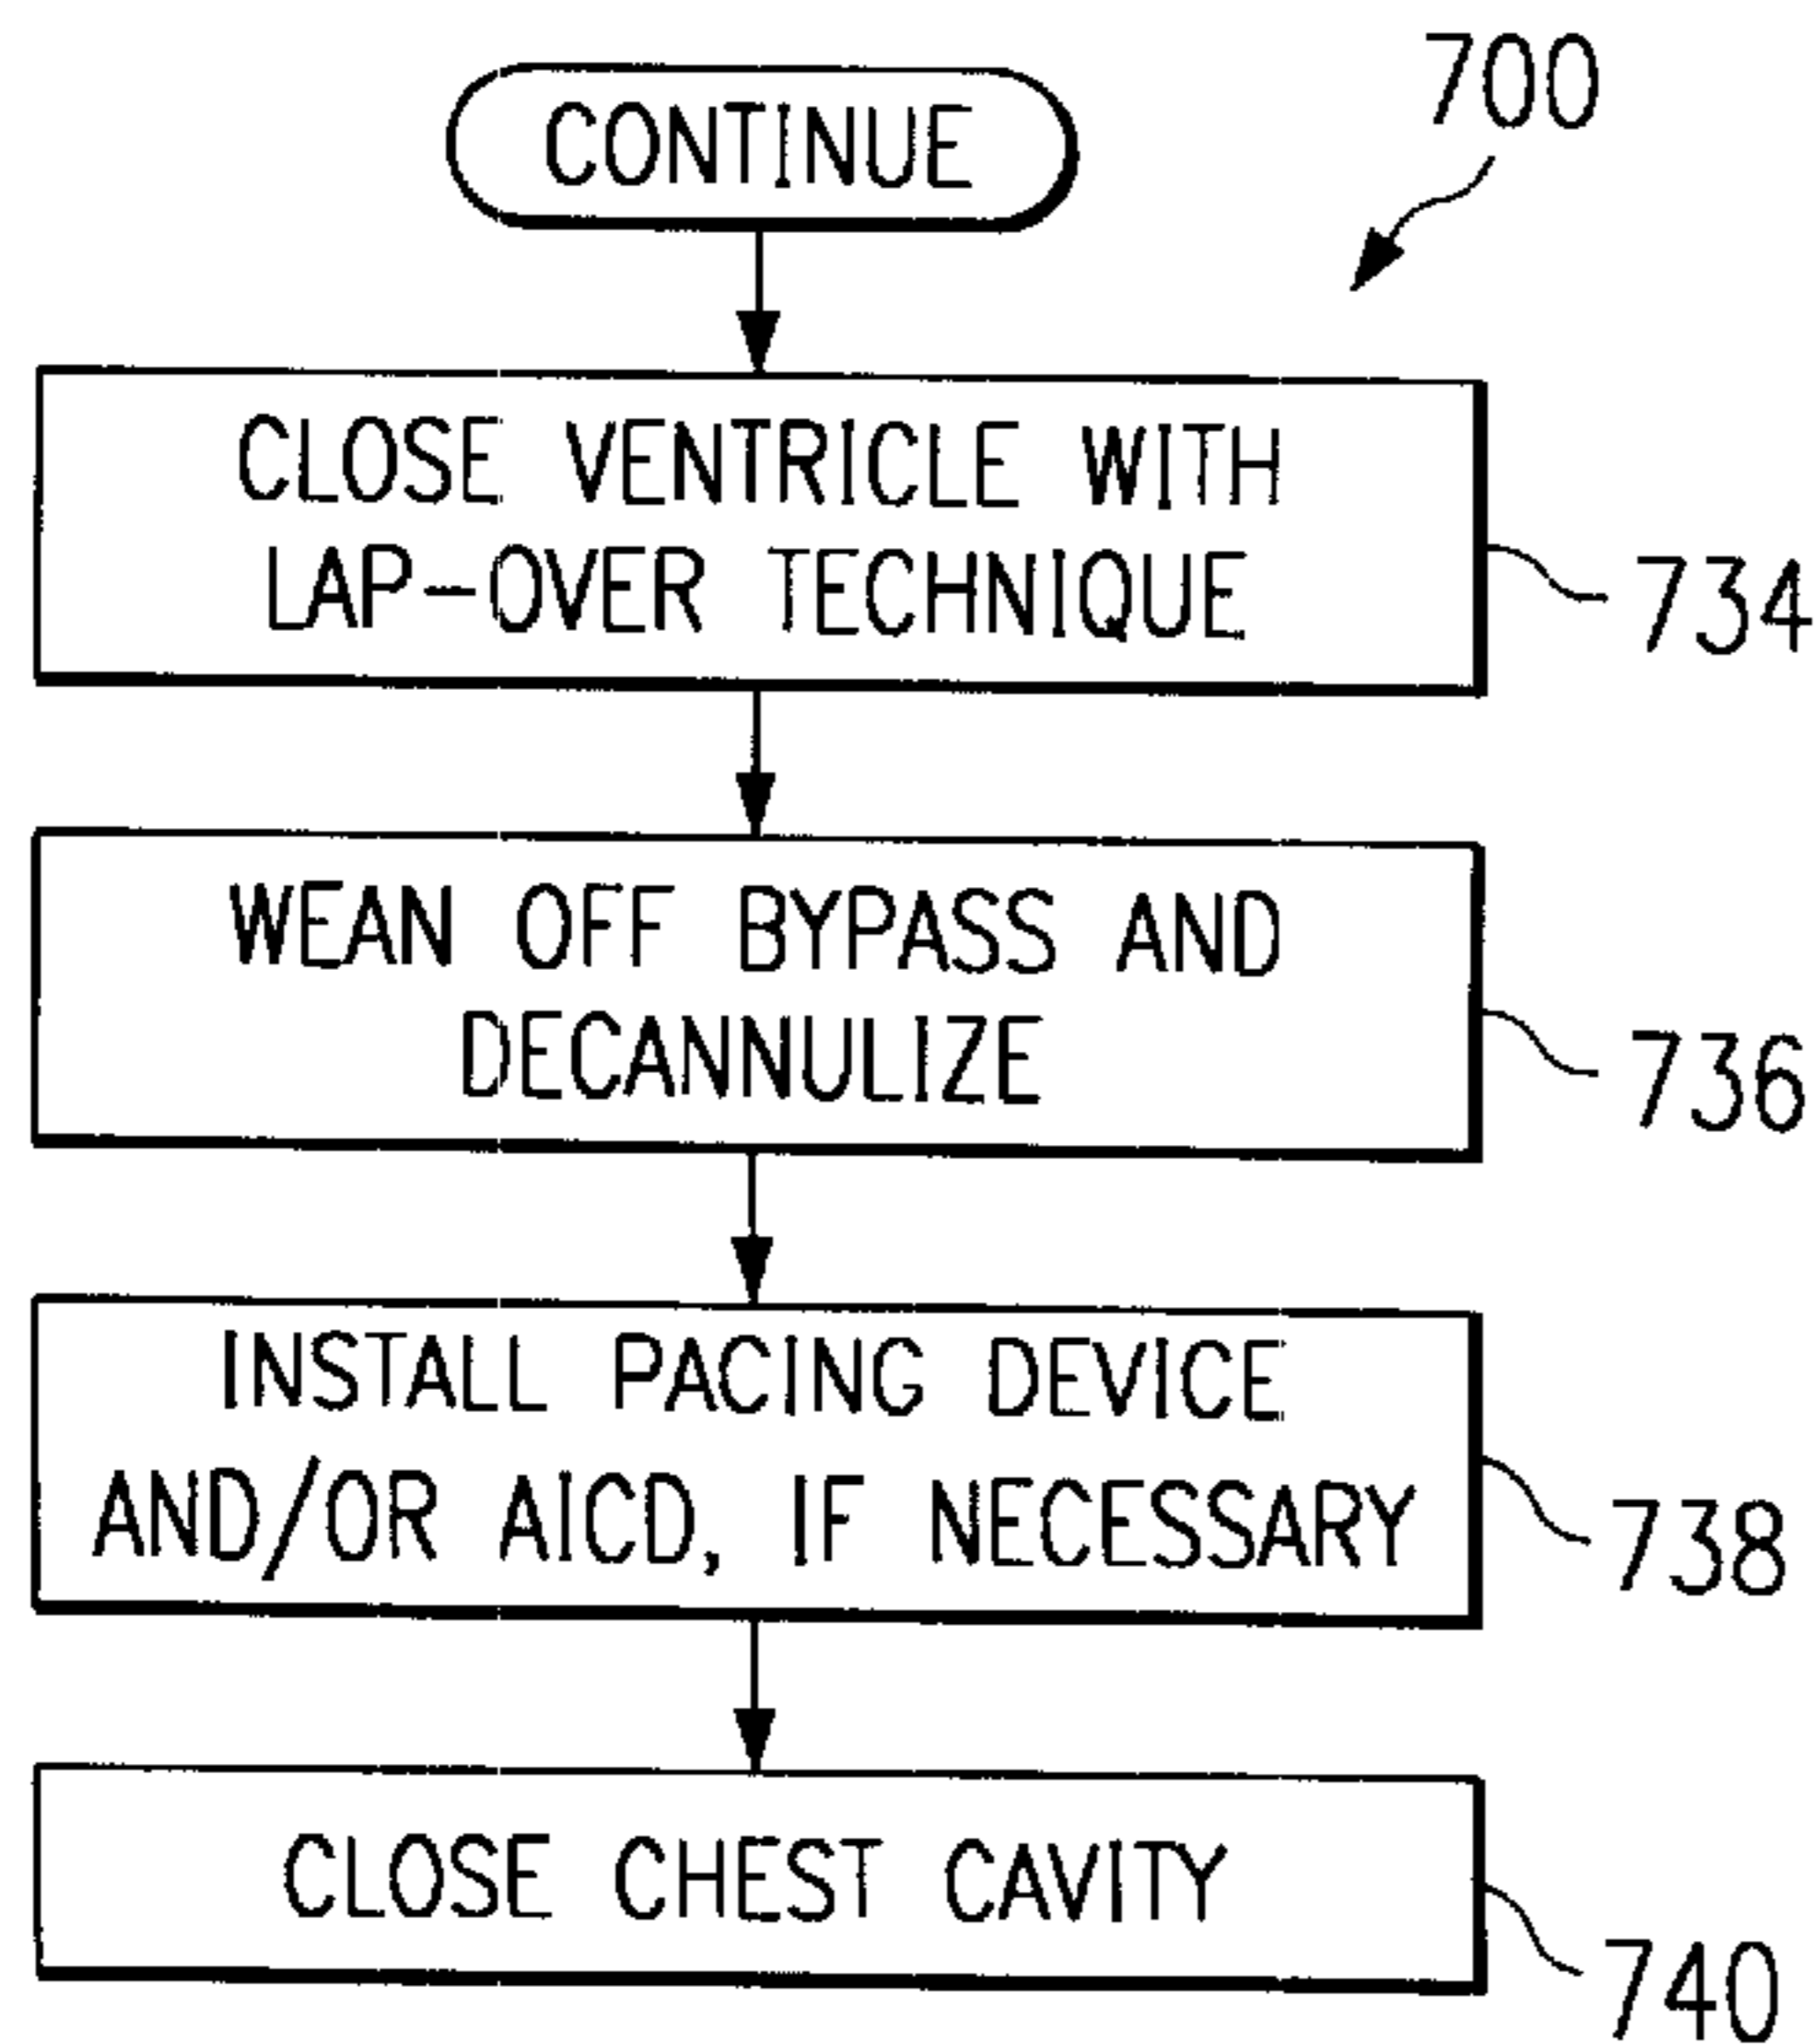 700
CONTINUE
CLOSE VENTRICLE WITH
LAP-OVER TECHNIQUE
734
WEAN OFF BYPASS AND
DECANNULIZE
736
INSTALL PACING DEVICE
AND/OR AICD, IF NECESSARY
738
CLOSE CHEST CAVITY
740